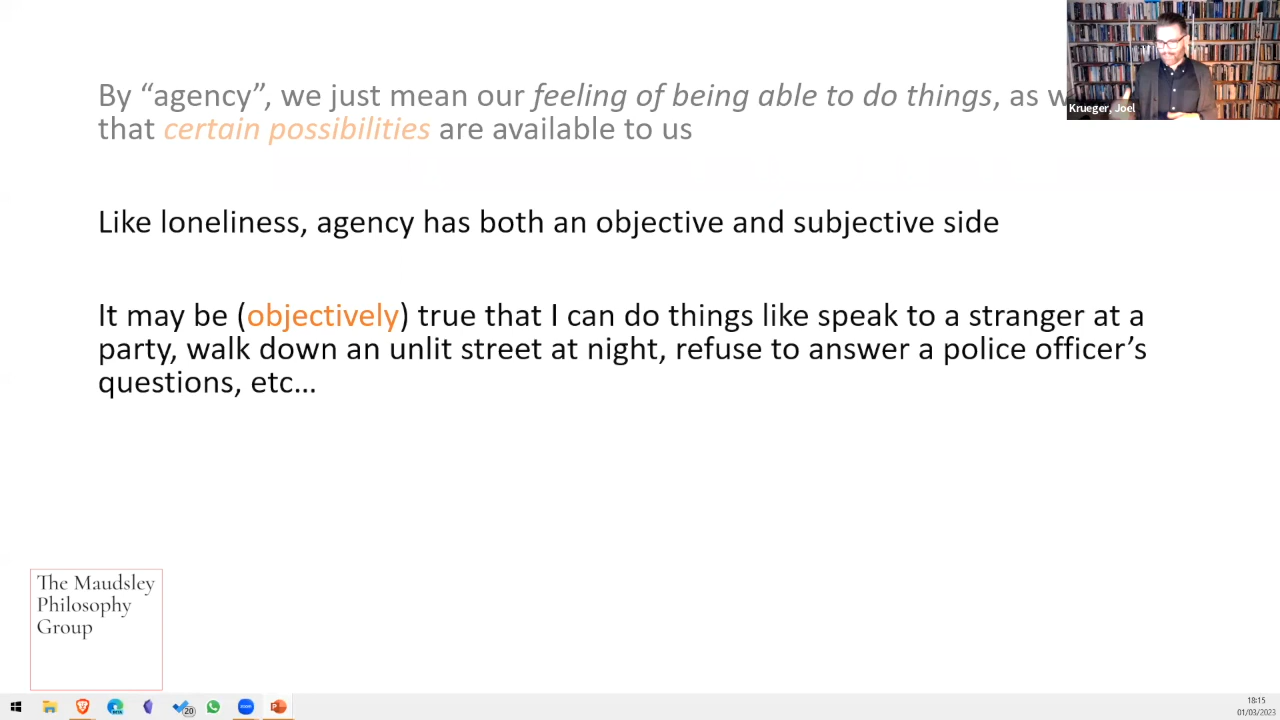 By “agency”, we just mean our feeling of being able to do things, as
that certain possibilities are available to us
Krueger, Joel
Like loneliness, agency has both an objective and subjective side
It may be (objectively) true that I can do things like speak to a stranger at a
party, walk down an unlit street at night, refuse to answer a police officer’s
questions, etc…
The Maudsley
Philosophy
Group
20
18:15
01/03/2023